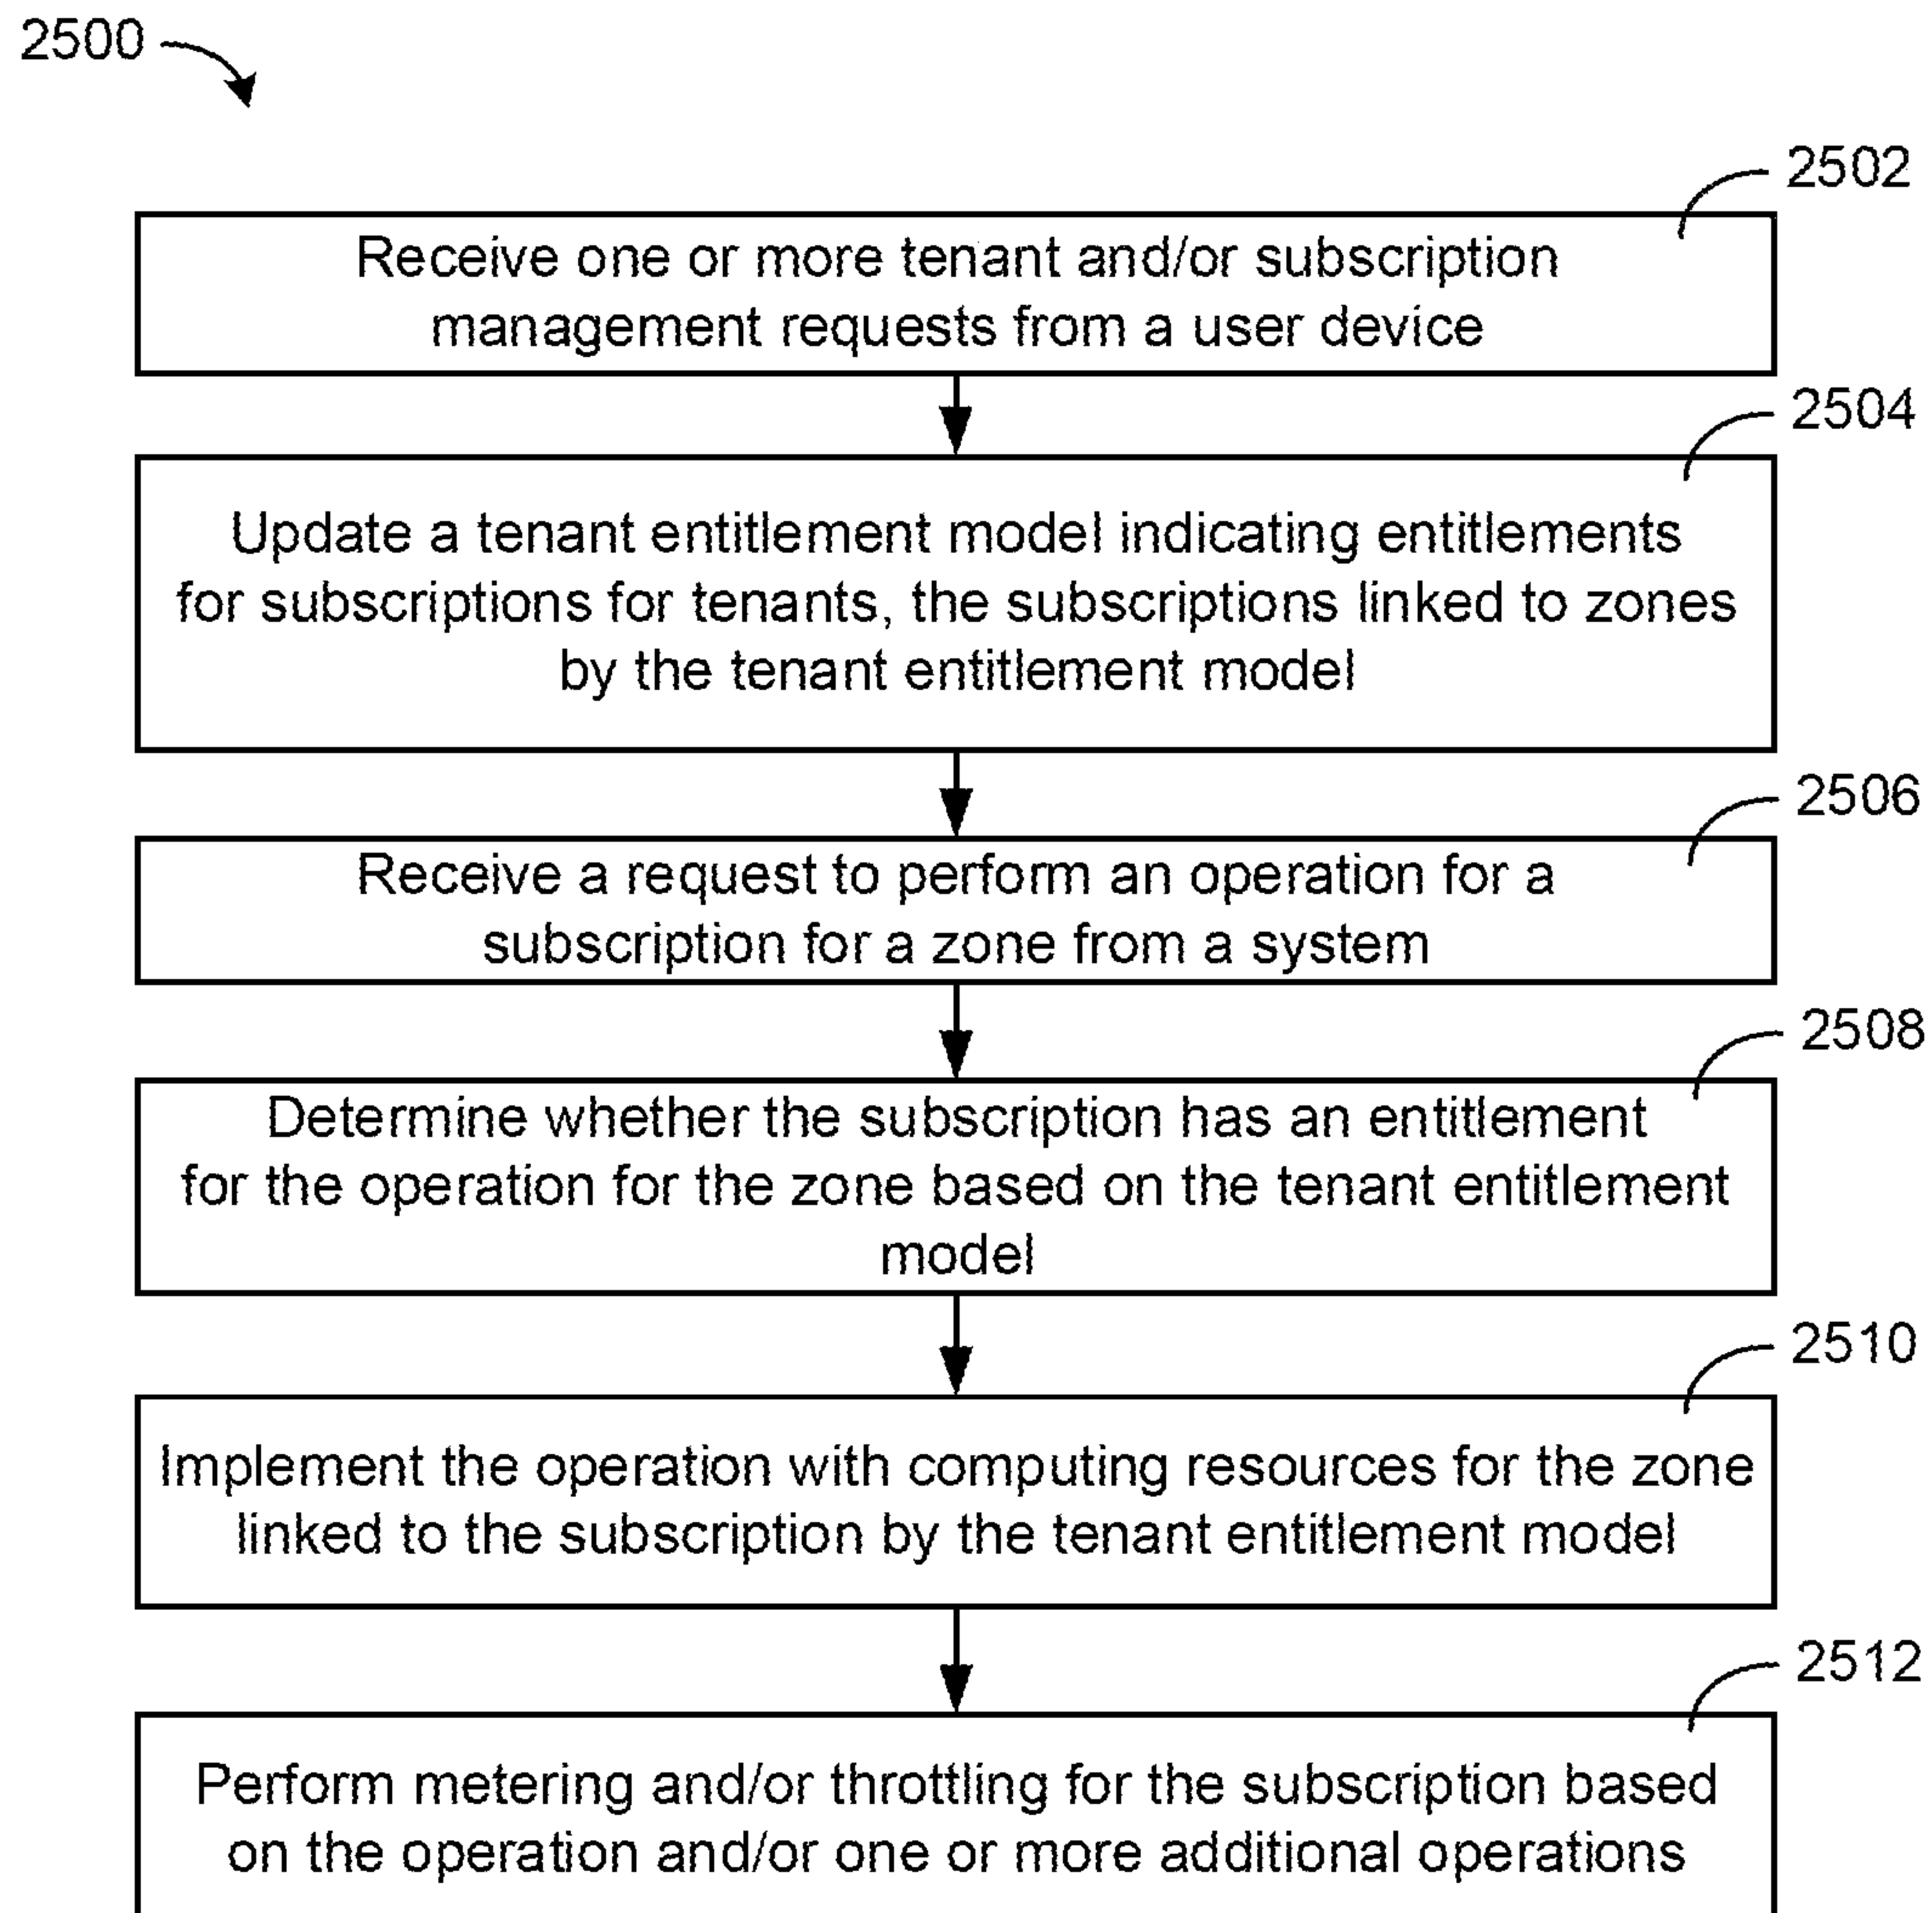 2500
2502
Receive one or more tenant and/or subscription
management requests from a user device
2504
Update a tenant entitlement model indicating entitlements
for subscriptions for tenants, the subscriptions linked to zones
by the tenant entitlement model
2506
Receive a request to perform an operation for a
subscription for a zone from a system
2508
Determine whether the subscription has an entitlement
for the operation for the zone based on the tenant entitlement
model
2510
Implement the operation with computing resources for the zone
linked to the subscription by the tenant entitlement model
2512
Perform metering and/or throttling for the subscription based
on the operation and/or one or more additional operations